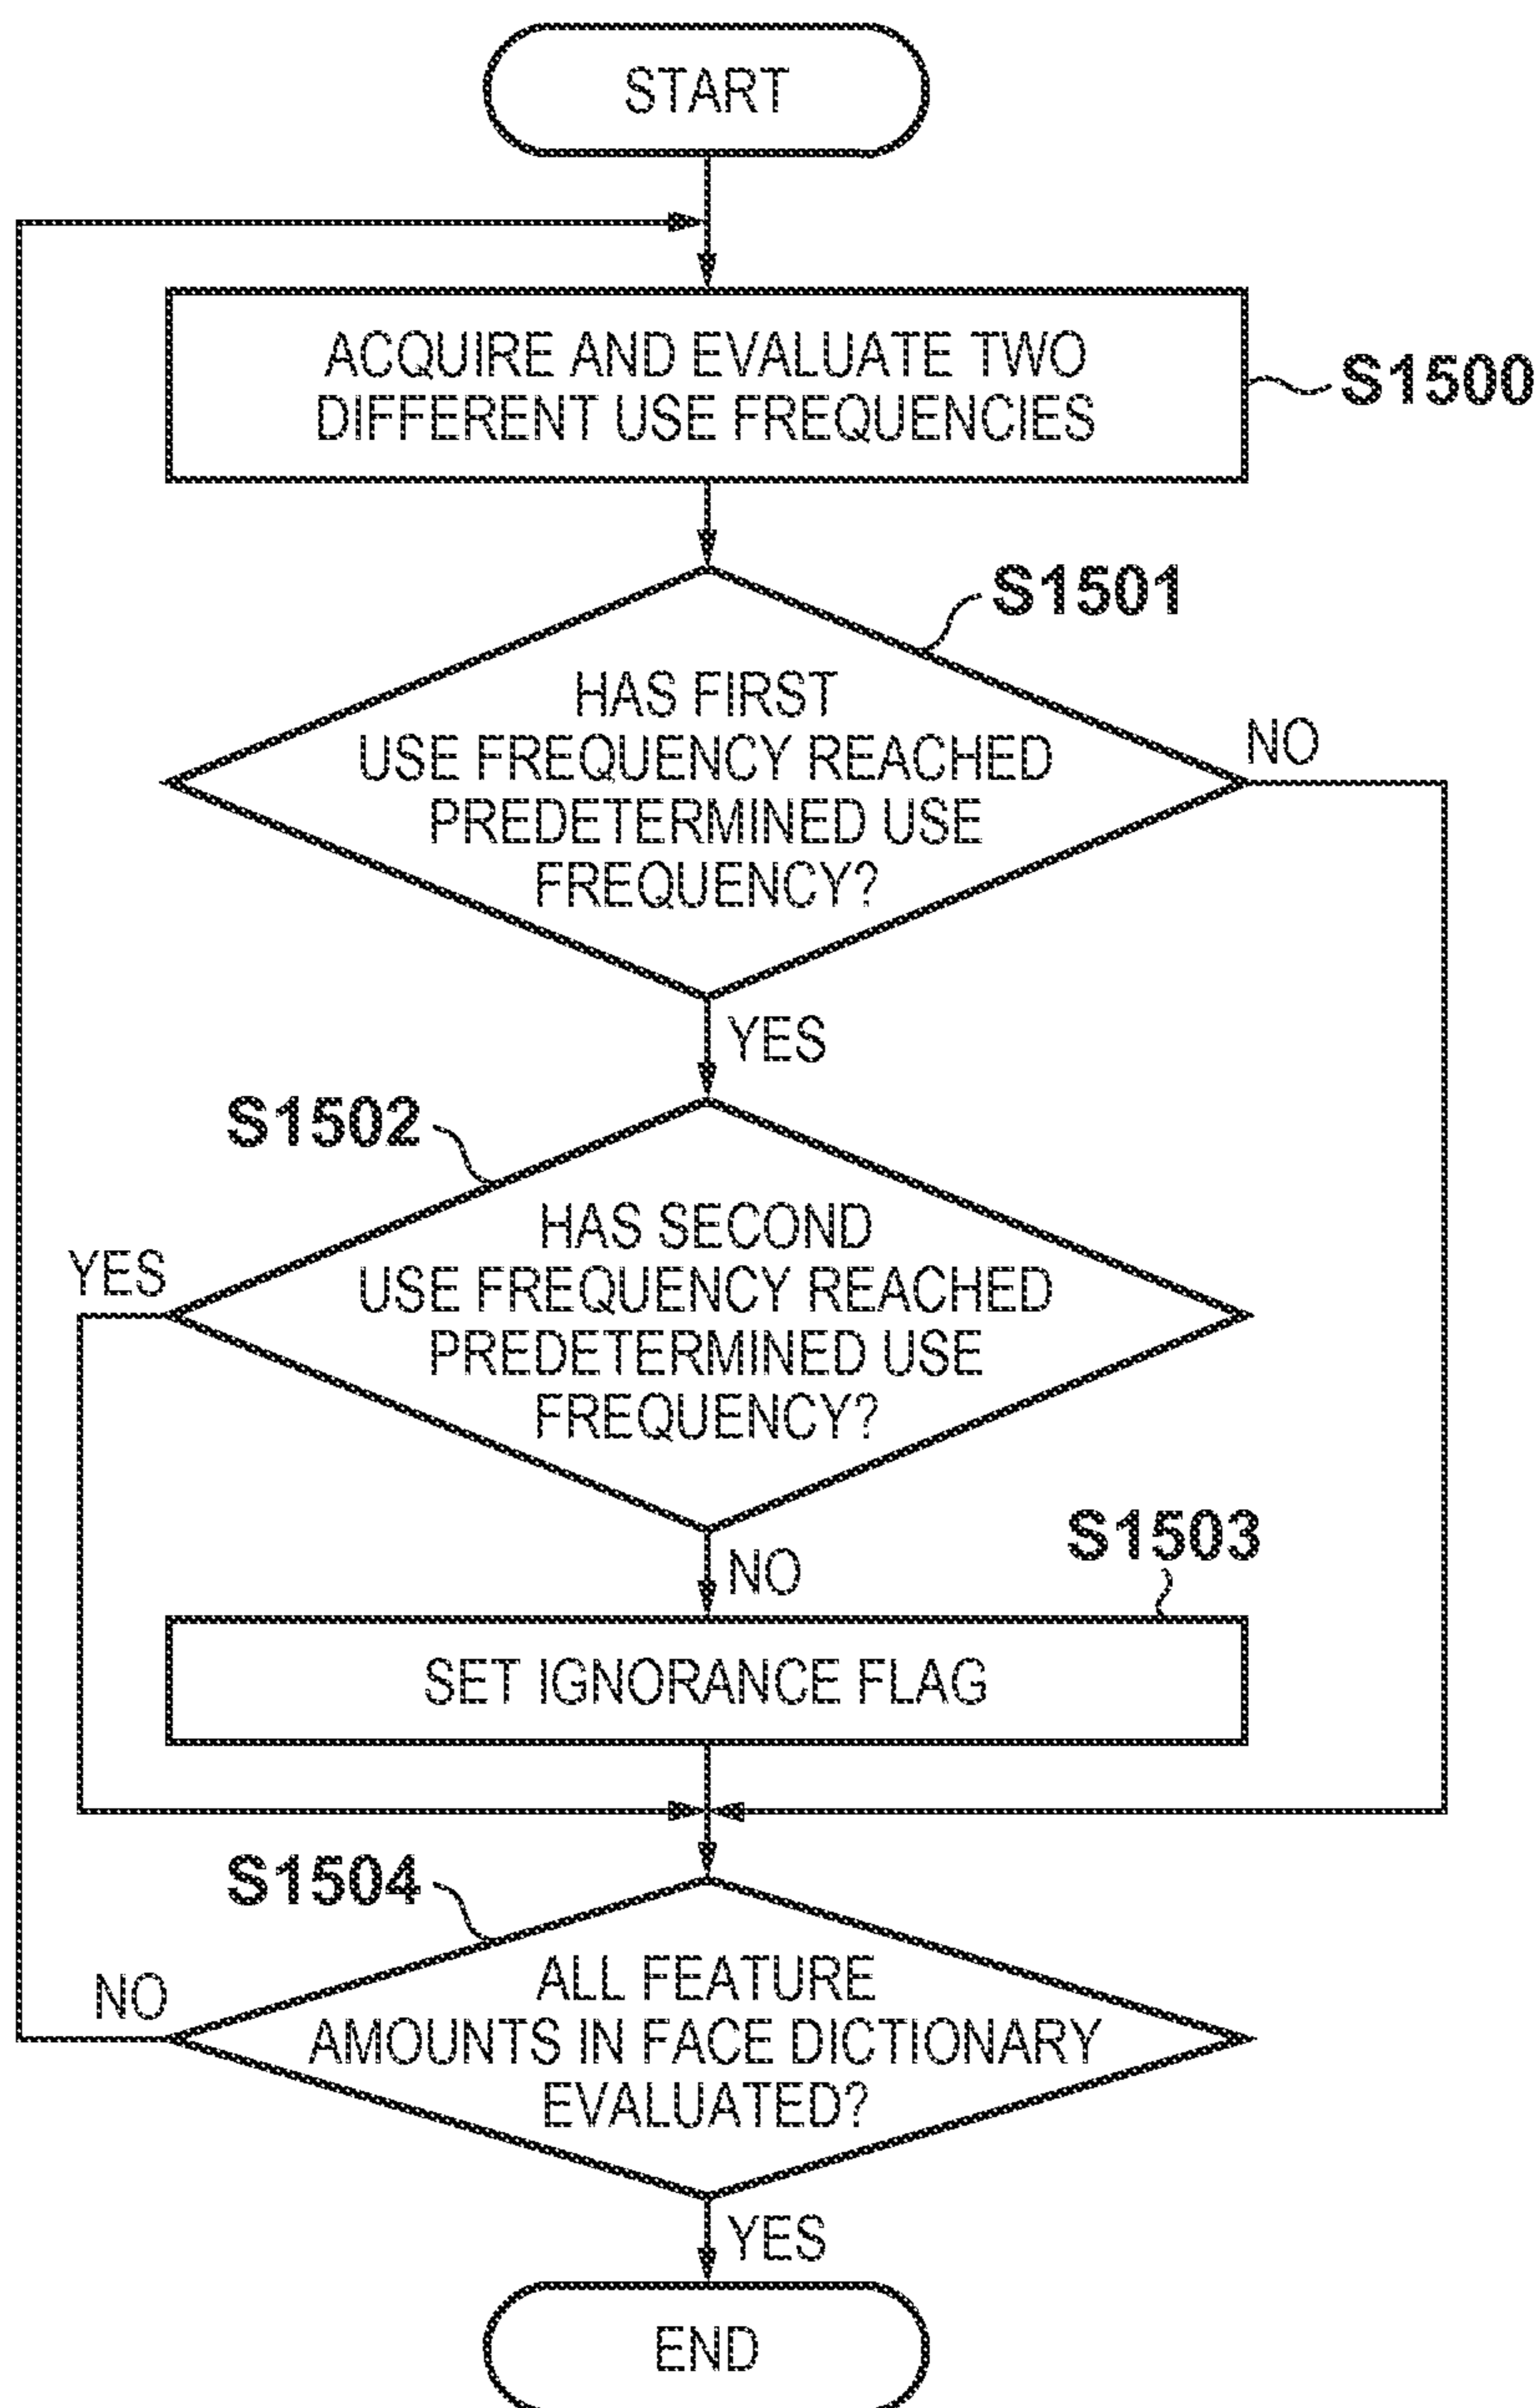 START
ACQUIRE AND EVALUATE TWO
DIFFERENT USE FREQUENCIES
S1500
S1501
HAS FIRST
USE FREQUENCY REACHED
PREDETERMINED USE
FREQUENCY?
NO
YES
S1502
HAS SECOND
USE FREQUENCY REACHED
PREDETERMINED USE
FREQUENCY?
YES
NO
S1503
SET IGNORANCE FLAG
S1504
ALL FEATURE
AMOUNTS IN FACE DICTIONARY
EVALUATED?
NO
YES
END